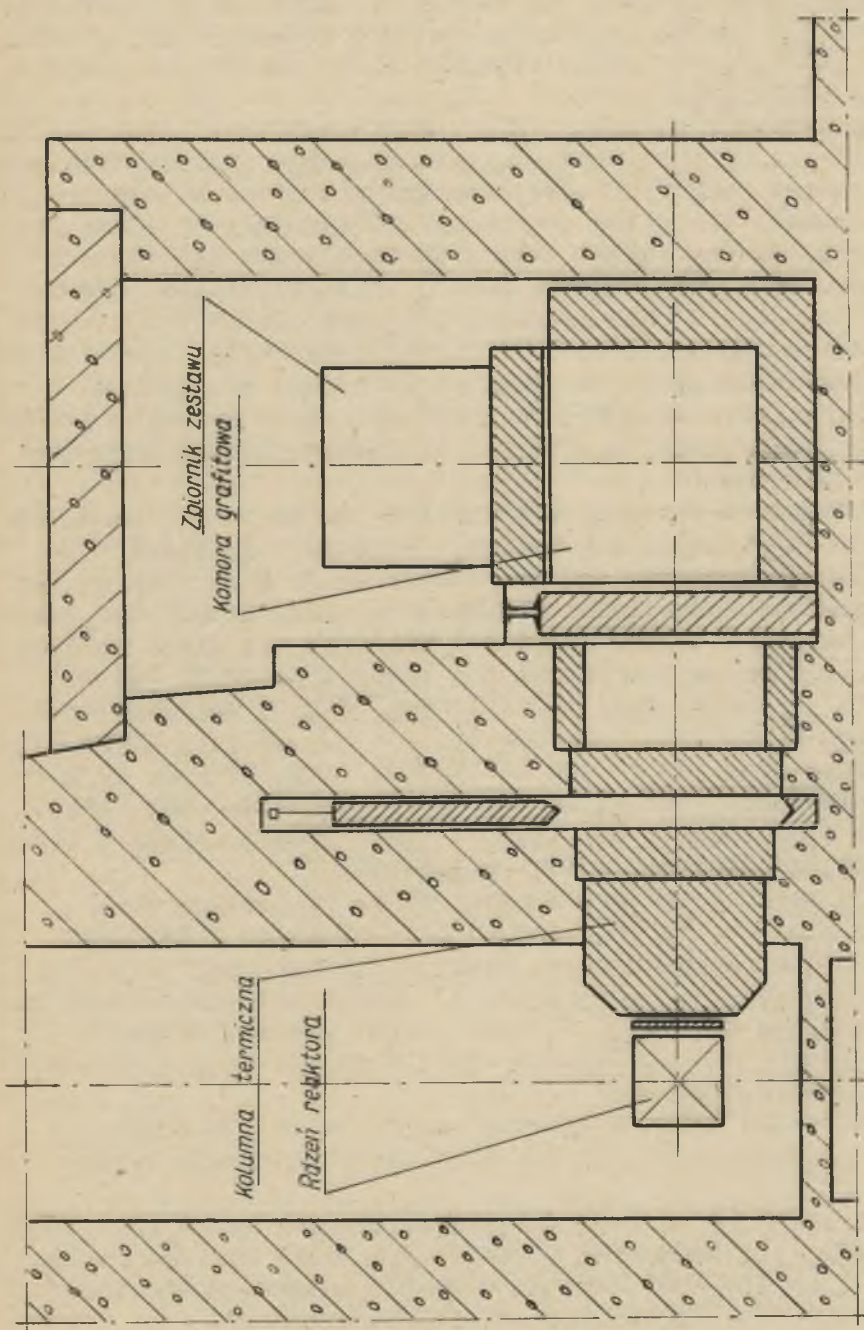 Zbiornik zestawu
Komora grafitowa
Kolumna termiczna
Rdzeń reaktora